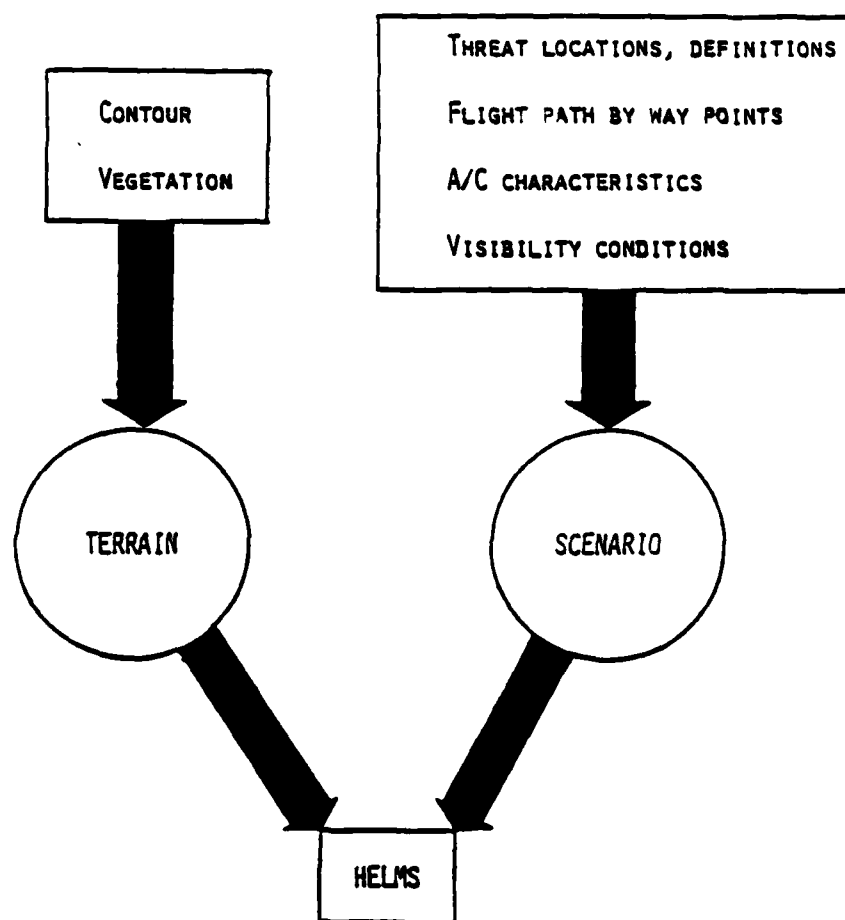 CONTOUR
VEGETATION
THREAT LOCATIONS, DEFINITIONS
FLIGHT PATH BY WAY POINTS
A/C CHARACTERISTICS
VISIBILITY CONDITIONS
TERRAIN
SCENARIO
HELMS